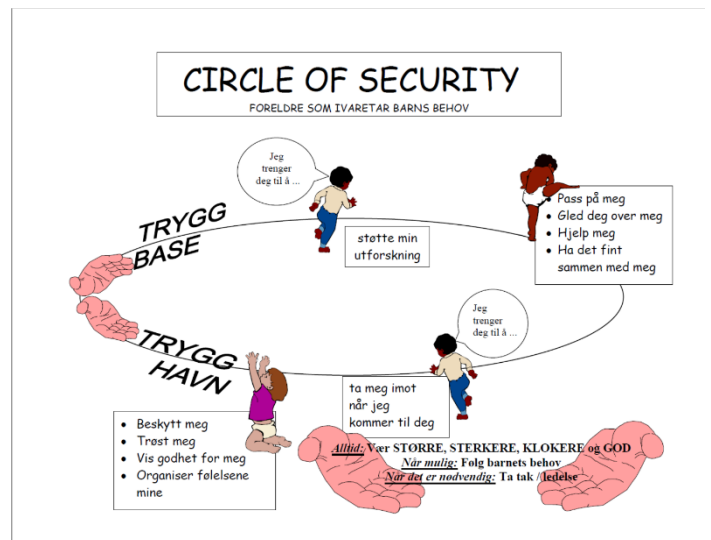 CIRCLE OF SECURITY
FORELDRE SOM IVARETAR BARNS BEHOV
Jeg
trenger
deg til å ...
TRYGG
BASE
støtte min
utforskning
• Pass på meg
• Gled deg over meg
• Hjelp meg
• Ha det fint
sammen med meg
Jeg
trenger
deg til å ...
TRYGG
HAVN
ta meg imot
når jeg
kommer til deg
• Beskytt meg
• Trøst meg
• Vis godhet for meg
• Organiser følelsene
mine
Alltid: Vær STØRRE, STERKERE, KLOKERE og GOD
Når mulig: Følg barnets behov
Når det er nødvendig: Ta tak / ledelse